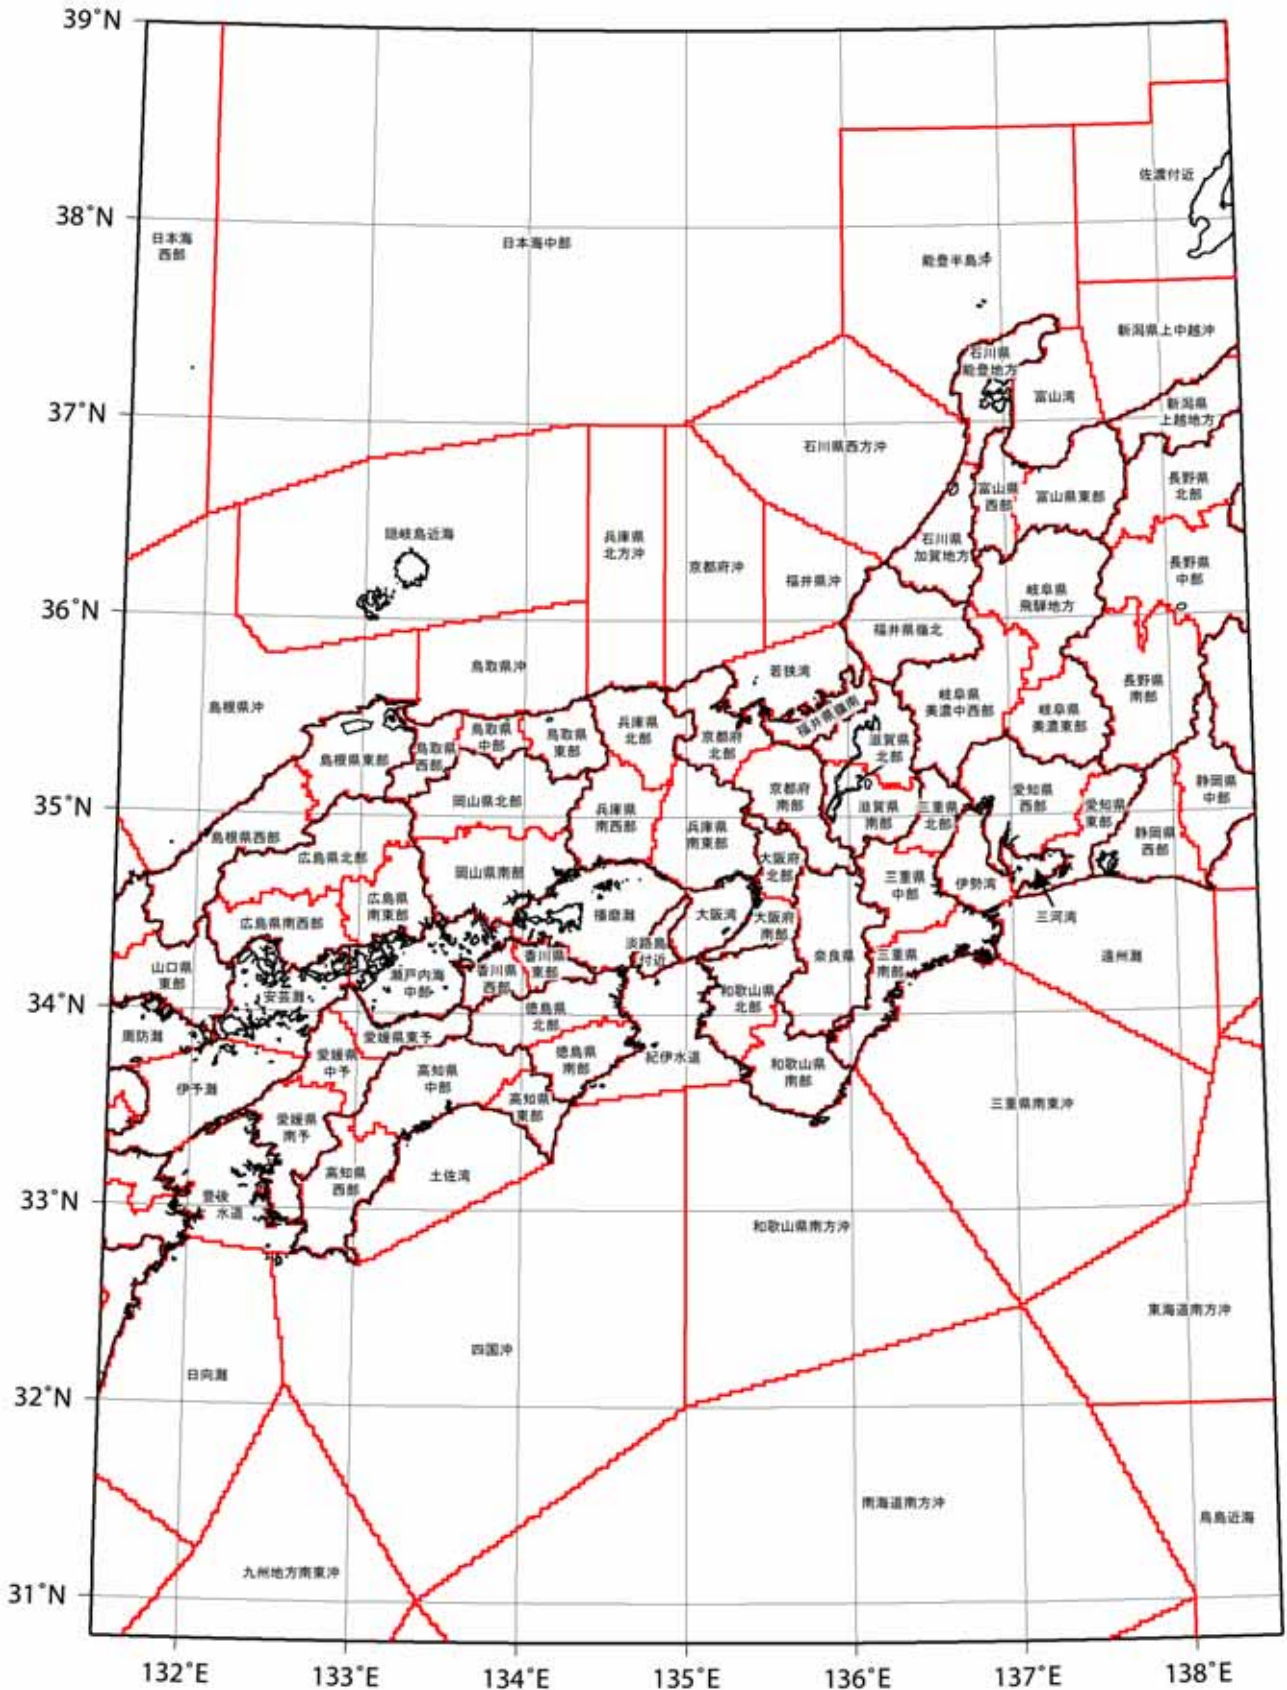 39°N
佐渡付近
38°N
日本海
西部
日本海中部
能登半島沖
新潟県上中越沖
石川県
能登地方
富山湾
新潟県
上越地方
37°N
石川県西方沖
富山県
西部
富山県東部
長野県
北部
隠岐島近海
兵庫県
北方沖
京都府沖
福井県沖
石川県
加賀地方
岐阜県
飛騨地方
長野県
中部
36°N
福井県嶺北
鳥取県沖
若狭湾
島根県沖
福井県嶺南
岐阜県
美濃中西部
岐阜県
美濃東部
長野県
南部
島根県東部
鳥取県
西部
鳥取県
中部
鳥取県
東部
兵庫県
北部
京都府
北部
滋賀県
北部
35°N
岡山県北部
兵庫県
南西部
京都府
南部
滋賀県
南部
三重県
北部
愛知県
西部
愛知県
東部
静岡県
中部
静岡県
西部
島根県西部
広島県北部
兵庫県
南東部
岡山県南部
大阪府
北部
三重県
中部
伊勢湾
広島県
南東部
広島県南西部
播磨灘
大阪湾
大阪府
南部
三河湾
淡路島
付近
奈良県
三重県
南部
遠州灘
山口県
東部
安芸灘
瀬戸内海
中部
香川県
西部
香川県
東部
和歌山県
北部
34°N
周防灘
愛媛県東予
徳島県
北部
愛媛県
中予
徳島県
南部
紀伊水道
和歌山県
南部
伊予灘
高知県
中部
高知県
東部
三重県南東沖
愛媛県
南予
高知県
西部
土佐湾
33°N
豊後
水道
和歌山県南方沖
東海道南方沖
四国沖
日向灘
32°N
南海道南方沖
鳥島近海
九州地方南東沖
31°N
132°E
133°E
134°E
135°E
136°E
137°E
138°E